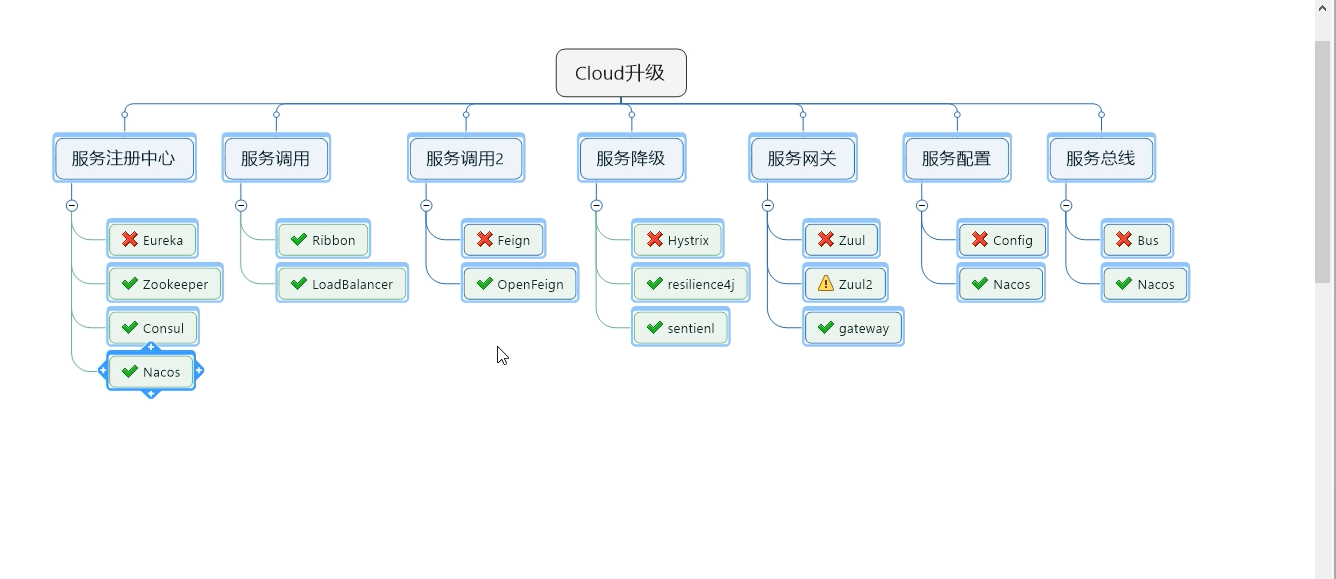 Cloud升级
服务注册中心
Eureka
Zookeeper
Consul
Nacos
服务调用
Ribbon
LoadBalancer
服务调用2
Feign
OpenFeign
服务降级
Hystrix
resilience4j
sentienl
服务网关
Zuul
Zuul2
gateway
服务配置
Config
Nacos
服务总线
Bus
Nacos